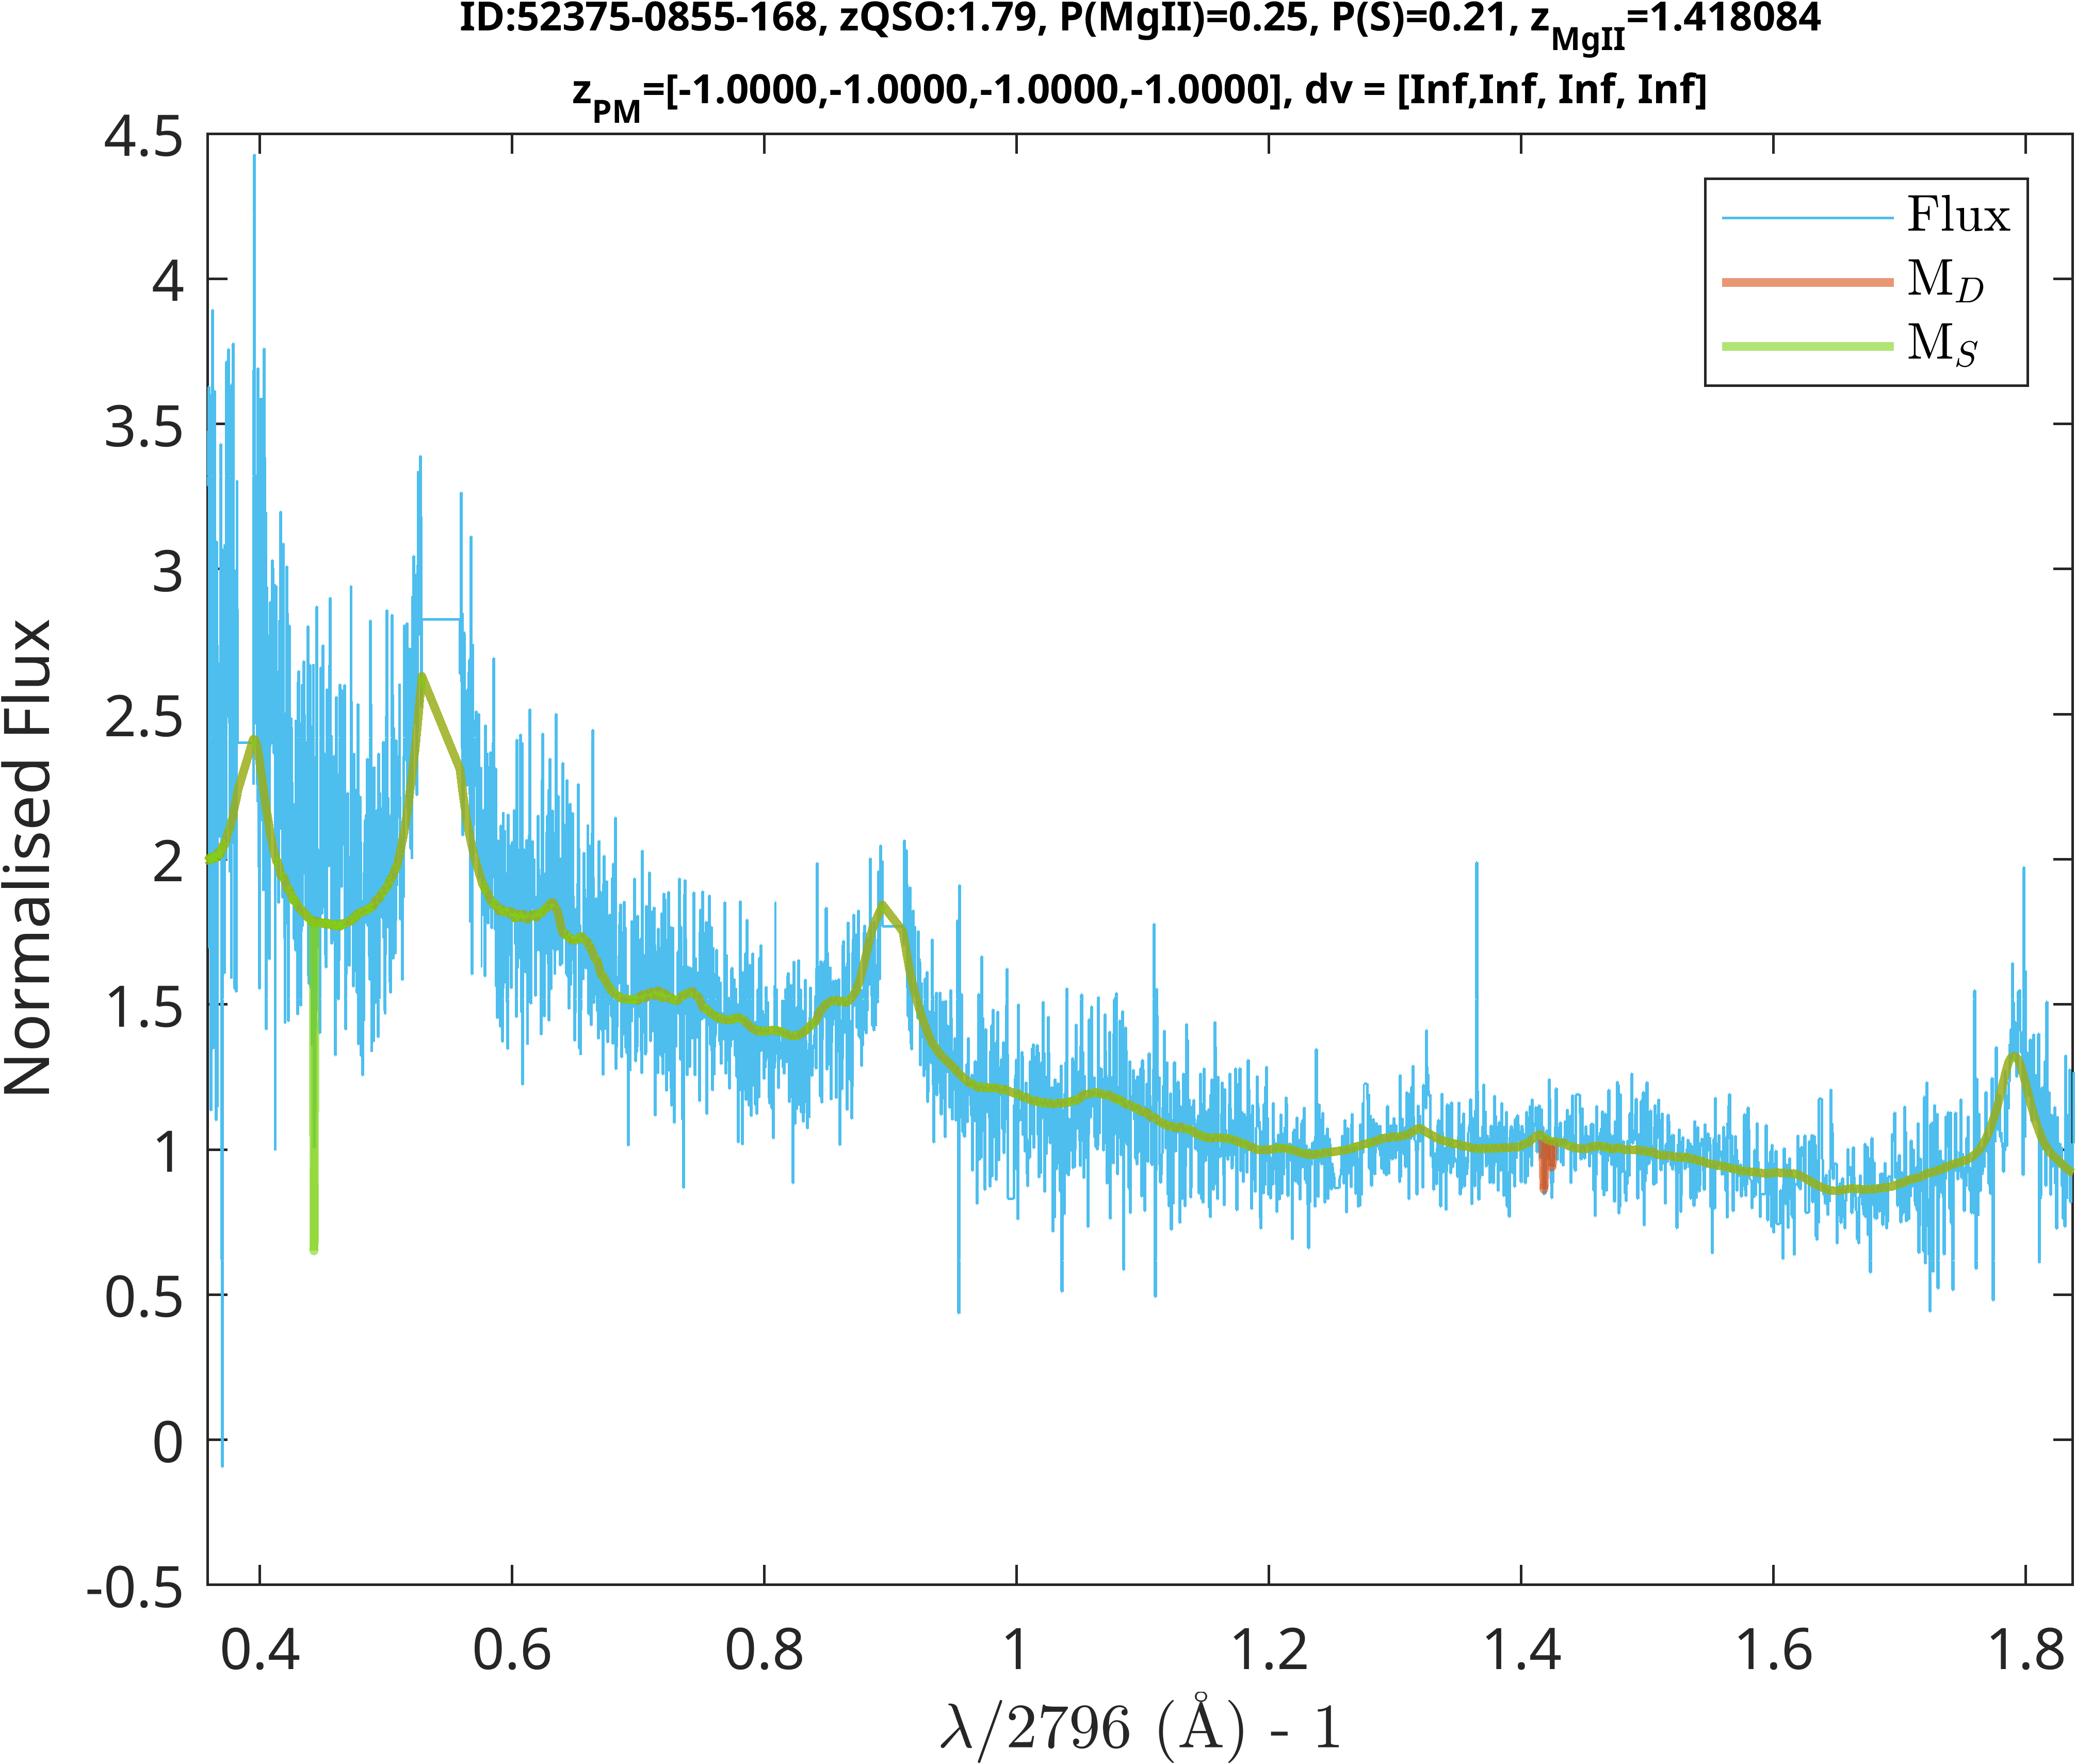 ID:52375-0855-168, zQSO:1.79, P(MgII)=0.25, P(S)=0.21, zMgII=1.418084
zPM=[-1.0000,-1.0000,-1.0000,-1.0000], dv = [Inf,Inf, Inf, Inf]
4.5
4
3.5
3
2.5
2
1.5
1
0.5
0
-0.5
Normalised Flux
Flux
MD
MS
0.4
0.6
0.8
1
1.2
1.4
1.6
1.8
λ/2796 (Å) - 1